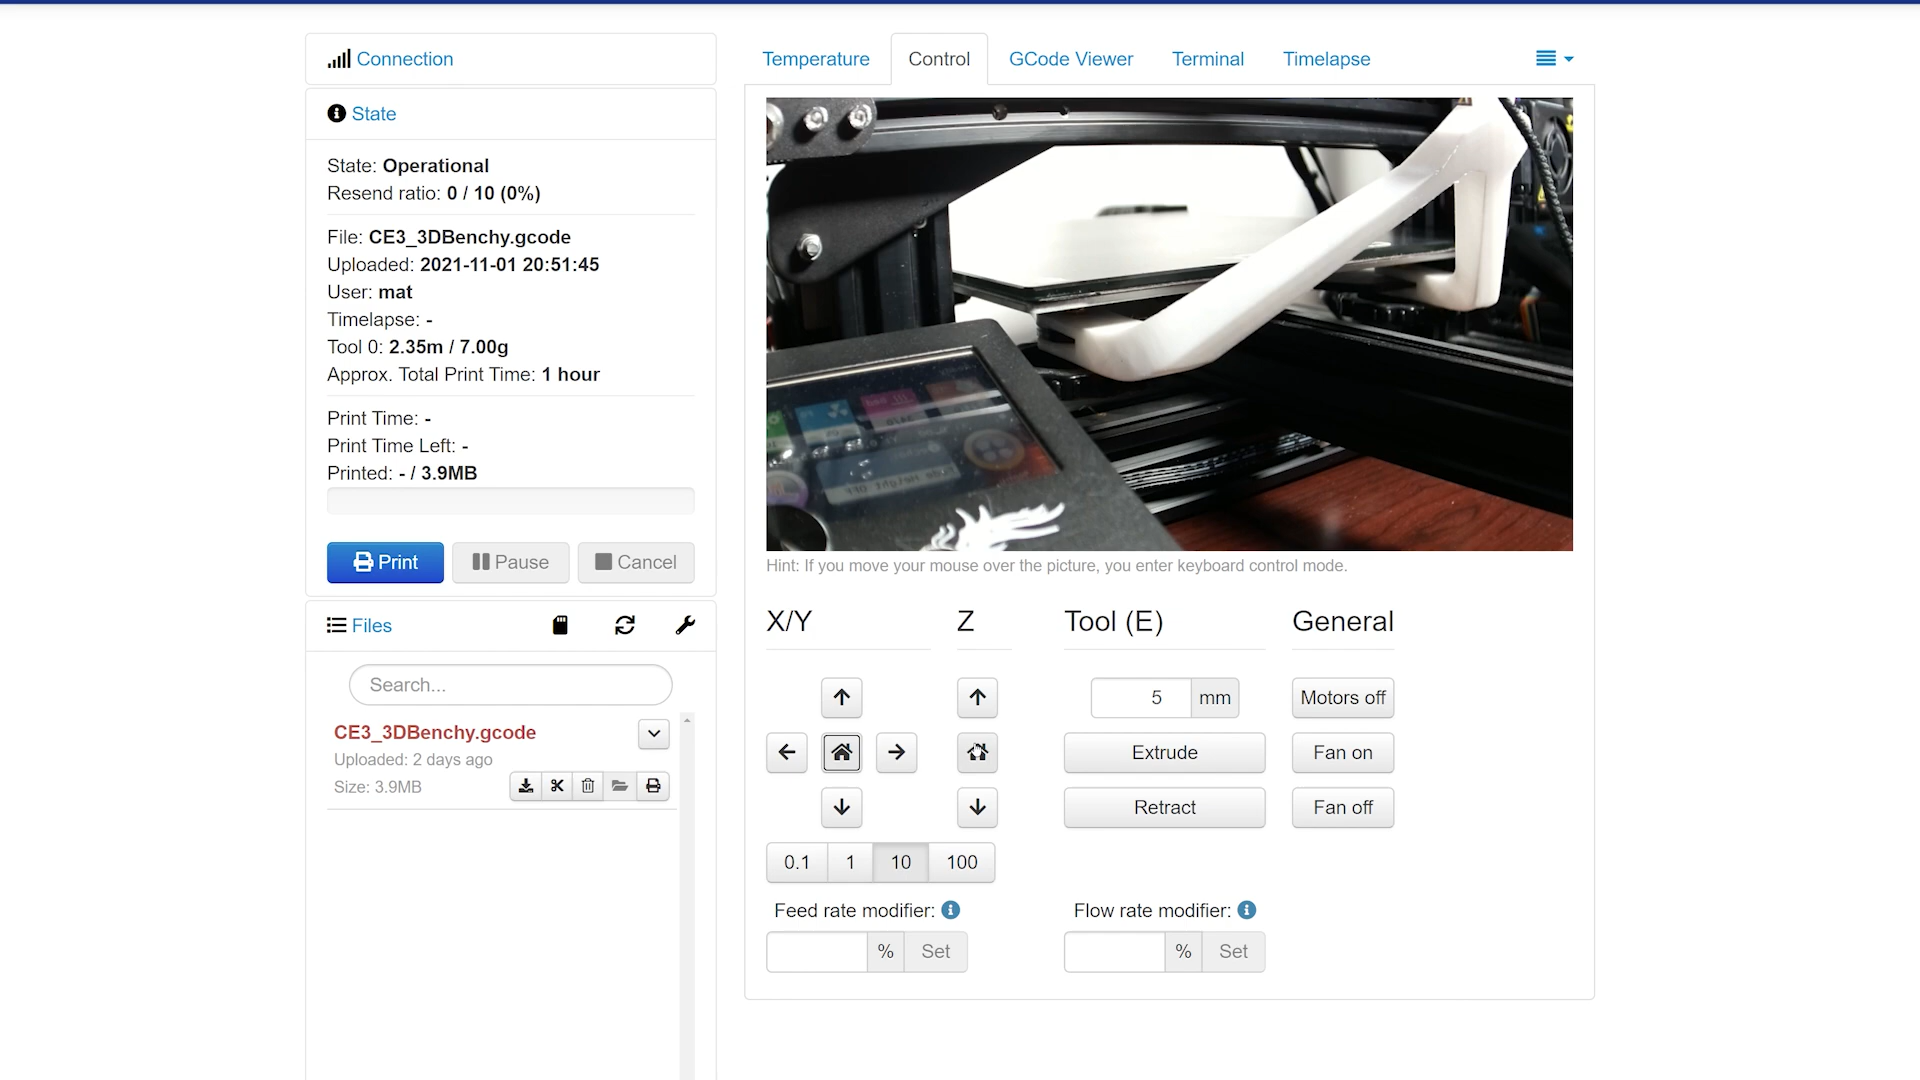 Connection
State
State: Operational
Resend ratio: 0 / 10 (0%)
File: CE3_3DBenchy.gcode
Uploaded: 2021-11-01 20:51:45
User: mat
Timelapse: -
Tool 0: 2.35m / 7.00g
Approx. Total Print Time: 1 hour
Print Time: -
Print Time Left: -
Printed: - / 3.9MB
Print Pause Cancel
Files
Search...
CE3_3DBenchy.gcode
Uploaded: 2 days ago
Size: 3.9MB
Temperature Control GCode Viewer Terminal Timelapse
Hint: If you move your mouse over the picture, you enter keyboard control mode.
X/Y Z Tool (E) General
5 mm Motors off
Extrude Fan on
Retract Fan off
0.1 1 10 100
Feed rate modifier: Flow rate modifier:
% Set % Set